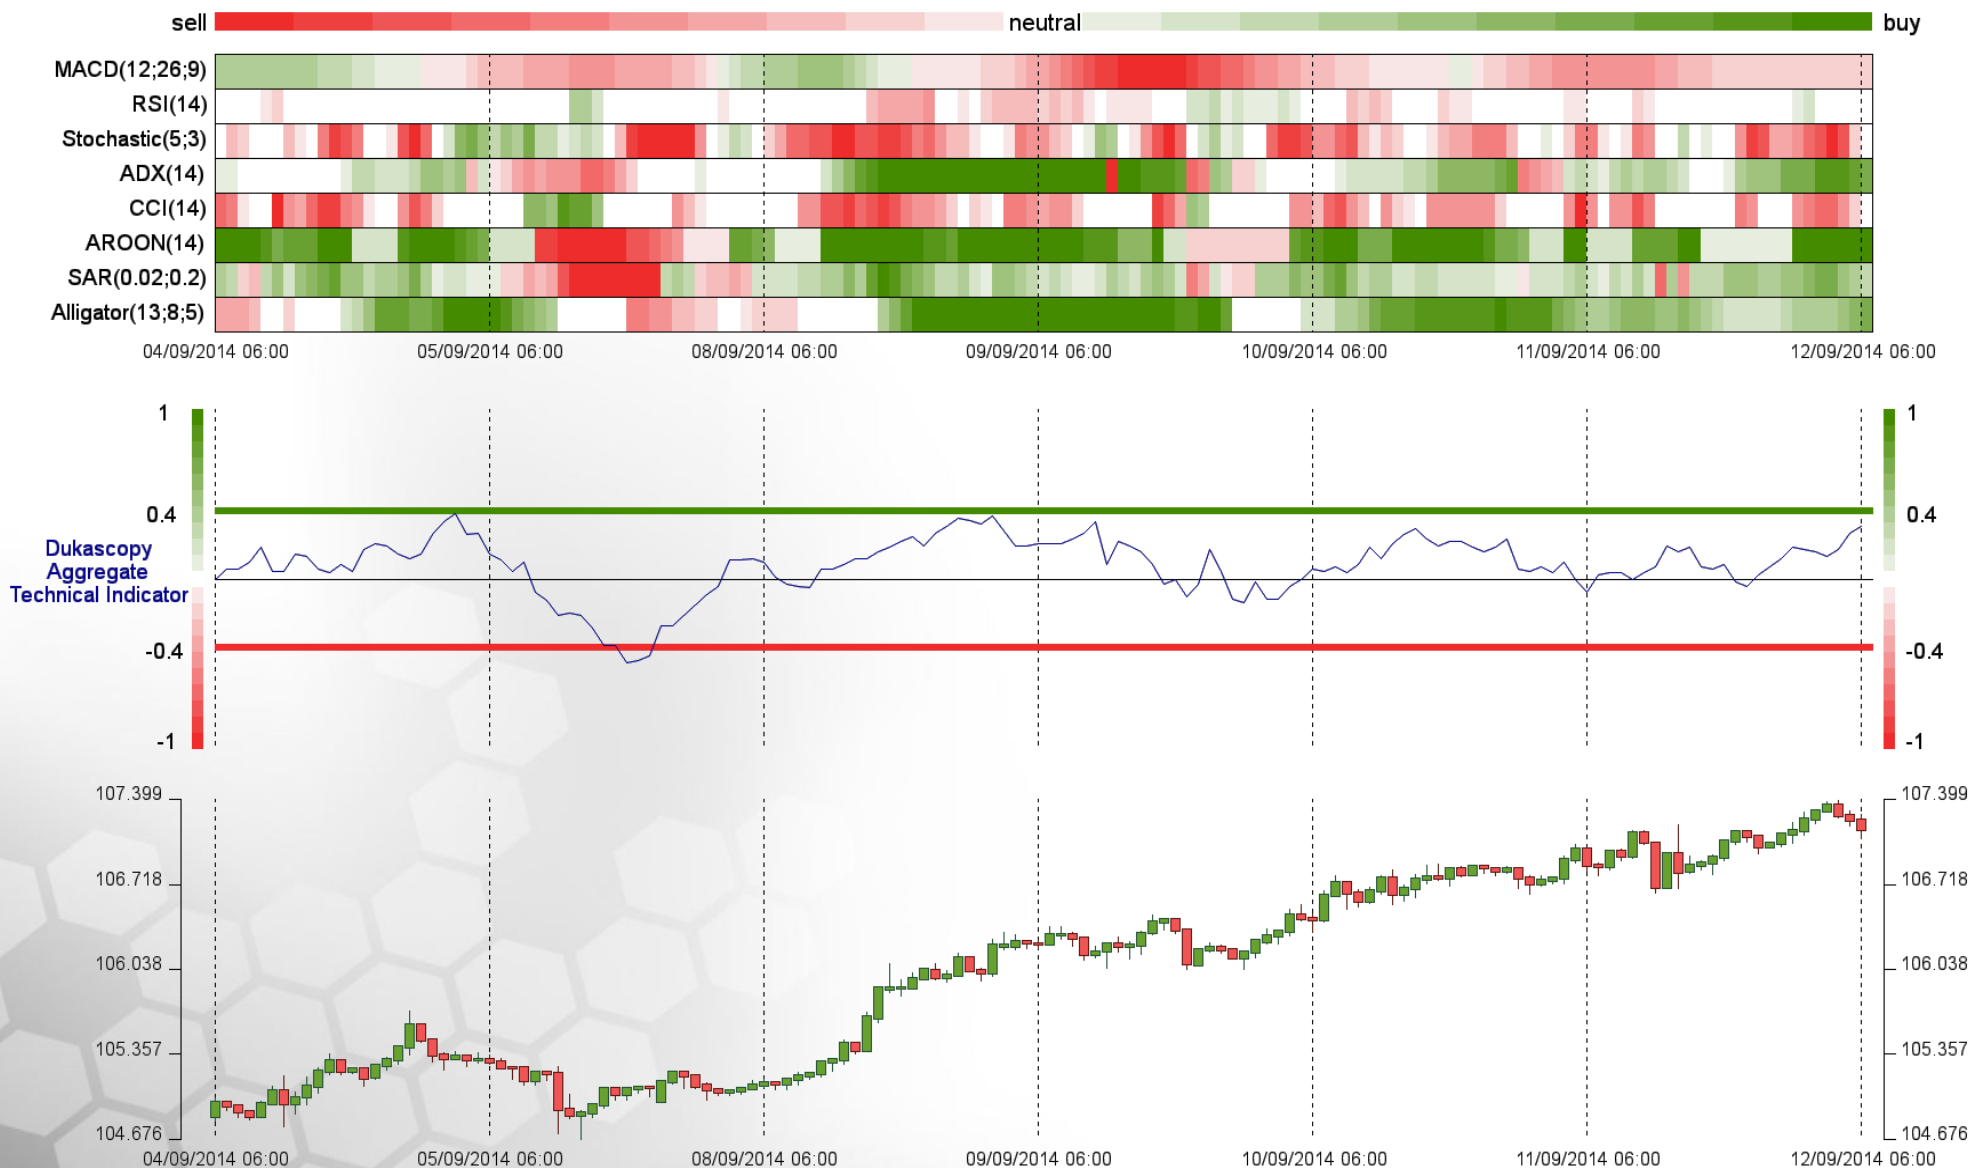 sell neutral buy
MACD(12;26;9)
RSI(14)
Stochastic(5;3)
ADX(14)
CCI(14)
AROON(14)
SAR(0.02;0.2)
Alligator(13;8;5)
04/09/2014 06:00 05/09/2014 06:00 08/09/2014 06:00 09/09/2014 06:00 10/09/2014 06:00 11/09/2014 06:00 12/09/2014 06:00
1 1
0.4 0.4
Dukascopy
Aggregate
Technical Indicator
-0.4 -0.4
-1 -1
107.399 107.399
106.718 106.718
106.038 106.038
105.357 105.357
104.676 104.676
04/09/2014 06:00 05/09/2014 06:00 08/09/2014 06:00 09/09/2014 06:00 10/09/2014 06:00 11/09/2014 06:00 12/09/2014 06:00